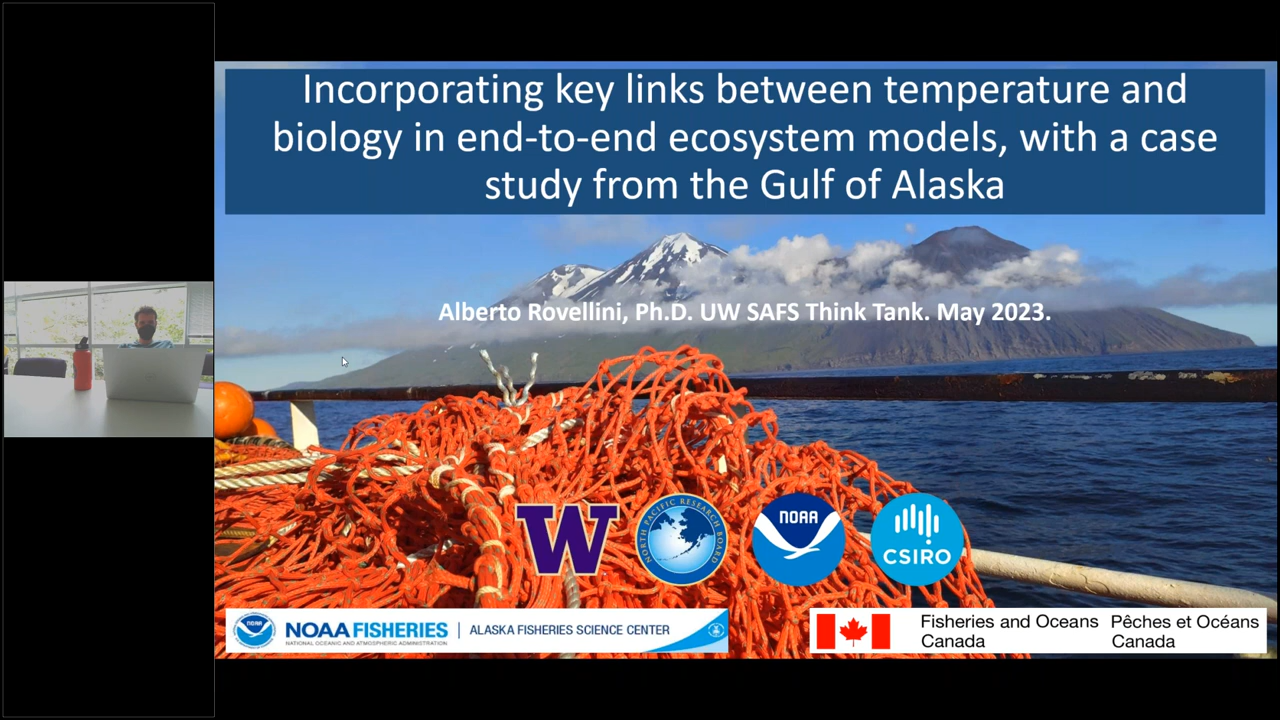 Incorporating key links between temperature and
biology in end-to-end ecosystem models, with a case
study from the Gulf of Alaska
Alberto Rovellini, Ph.D. UW SAFS Think Tank. May 2023.
W
NORTH PACIFIC RESEARCH BOARD
NOAA
CSIRO
NOAA
NOAA FISHERIES
NATIONAL OCEANIC AND ATMOSPHERIC ADMINISTRATION
ALASKA FISHERIES SCIENCE CENTER
Fisheries and Oceans
Canada
Pêches et Océans
Canada